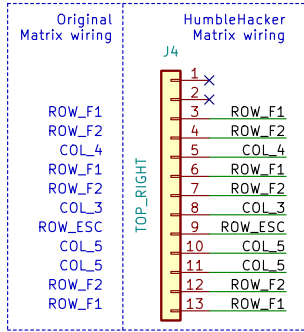 Original HumbleHacker
Matrix wiring Matrix wiring
J4
1
2
ROW_F1 3 ROW_F1
ROW_F2 4 ROW_F2
COL_4 5 COL_4
ROW_F1 6 ROW_F1
ROW_F2 7 ROW_F2
COL_3 8 COL_3
ROW_ESC 9 ROW_ESC
COL_5 10 COL_5
COL_5 11 COL_5
ROW_F2 12 ROW_F2
ROW_F1 13 ROW_F1
TOP_RIGHT